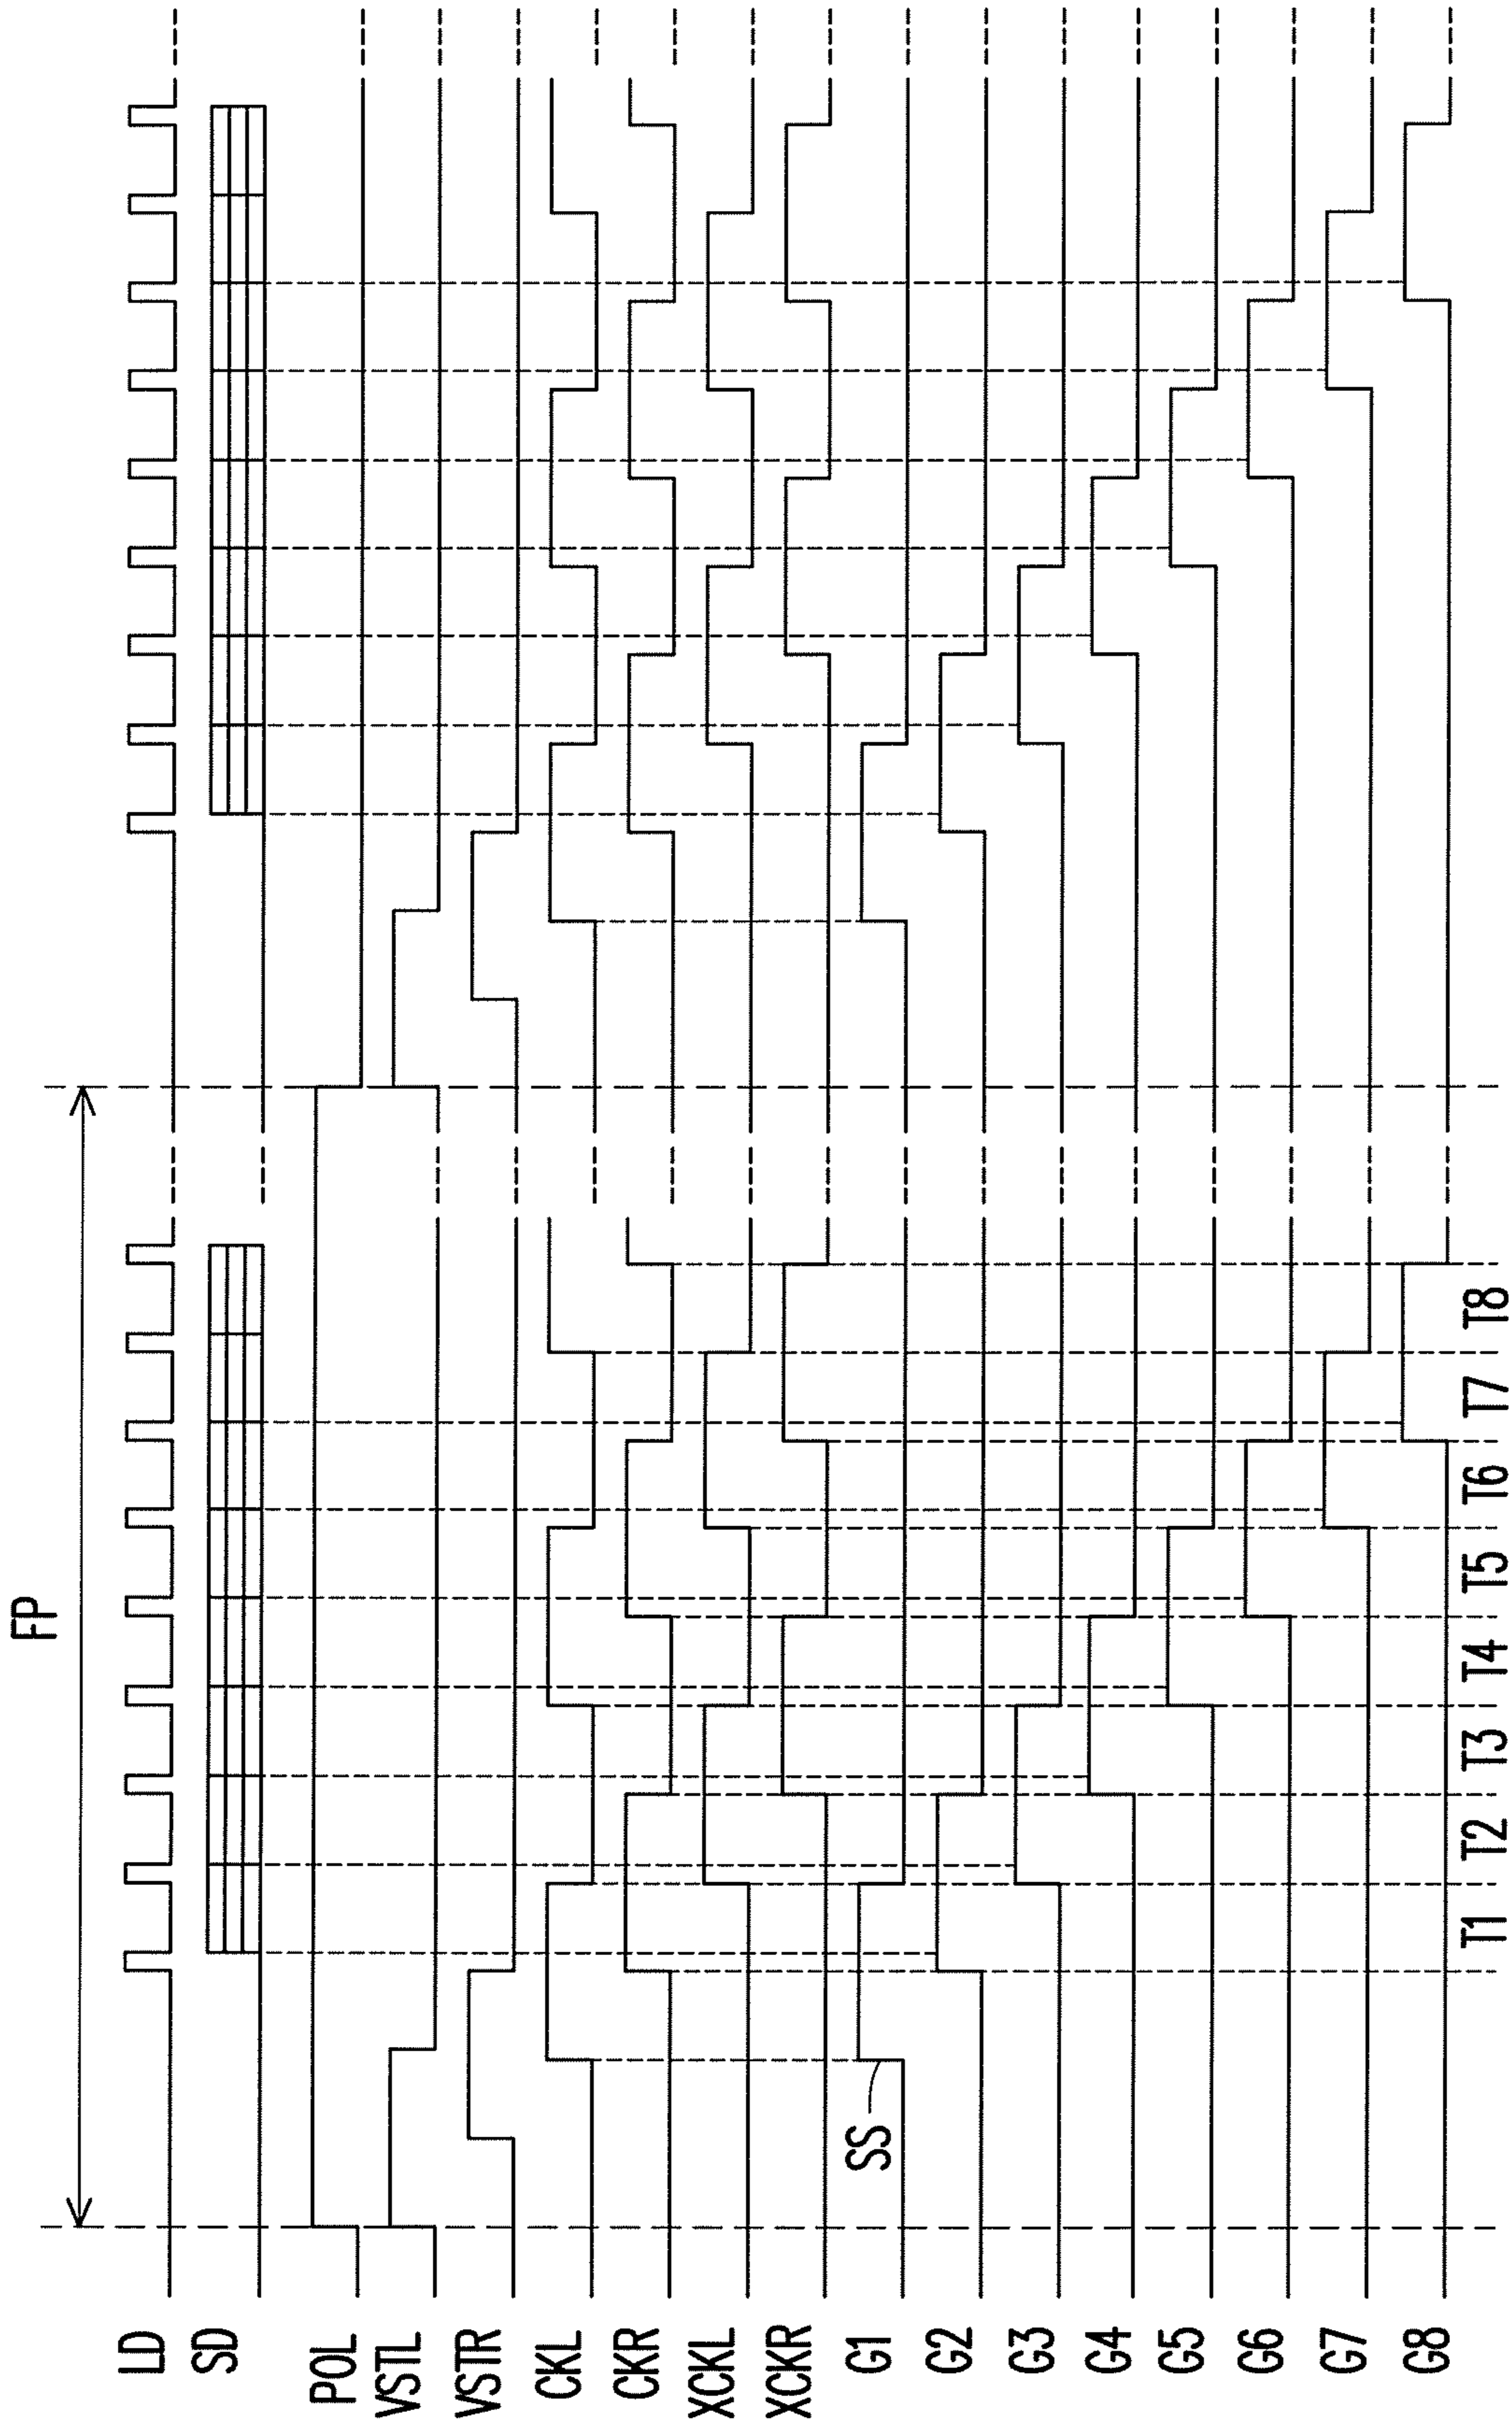 FP
LD
SD
POL
VSTL
VSTR
CKL
CKR
XCKL
XCKR
G1
SS
G2
G3
G4
G5
G6
G7
G8
T1 T2 T3 T4 T5 T6 T7 T8